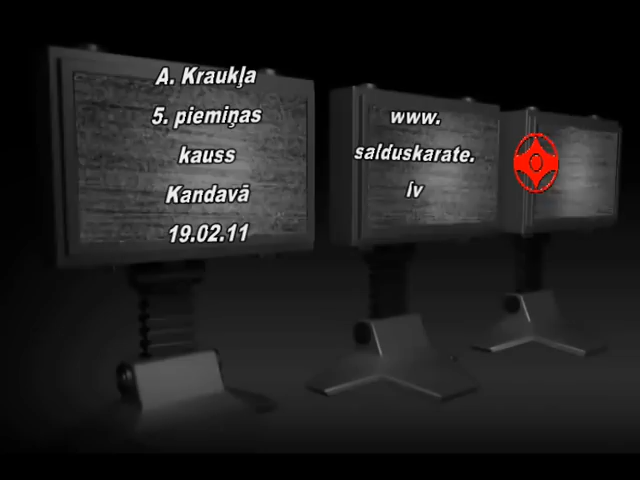 A. Kraukļa
5. piemiņas
kauss
Kandavā
19.02.11
www.
salduskarate.
lv